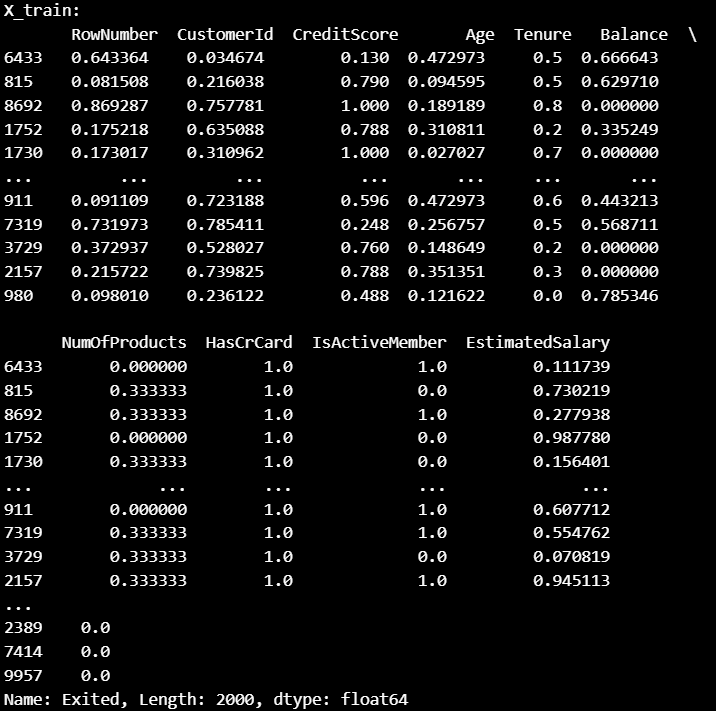 X_train:
RowNumber CustomerId CreditScore Age Tenure Balance \
6433 0.643364 0.034674 0.130 0.472973 0.5 0.666643
815 0.081508 0.216038 0.790 0.094595 0.5 0.629710
8692 0.869287 0.757781 1.000 0.189189 0.8 0.000000
1752 0.175218 0.635088 0.788 0.310811 0.2 0.335249
1730 0.173017 0.310962 1.000 0.027027 0.7 0.000000
... ... ... ... ... ... ...
911 0.091109 0.723188 0.596 0.472973 0.6 0.443213
7319 0.731973 0.785411 0.248 0.256757 0.5 0.568711
3729 0.372937 0.528027 0.760 0.148649 0.2 0.000000
2157 0.215722 0.739825 0.788 0.351351 0.3 0.000000
980 0.098010 0.236122 0.488 0.121622 0.0 0.785346
NumOfProducts HasCrCard IsActiveMember EstimatedSalary
6433 0.000000 1.0 1.0 0.111739
815 0.333333 1.0 0.0 0.730219
8692 0.333333 1.0 1.0 0.277938
1752 0.000000 1.0 0.0 0.987780
1730 0.333333 1.0 0.0 0.156401
... ... ... ... ...
911 0.000000 1.0 1.0 0.607712
7319 0.333333 1.0 1.0 0.554762
3729 0.333333 1.0 0.0 0.070819
2157 0.333333 1.0 1.0 0.945113
...
2389 0.0
7414 0.0
9957 0.0
Name: Exited, Length: 2000, dtype: float64